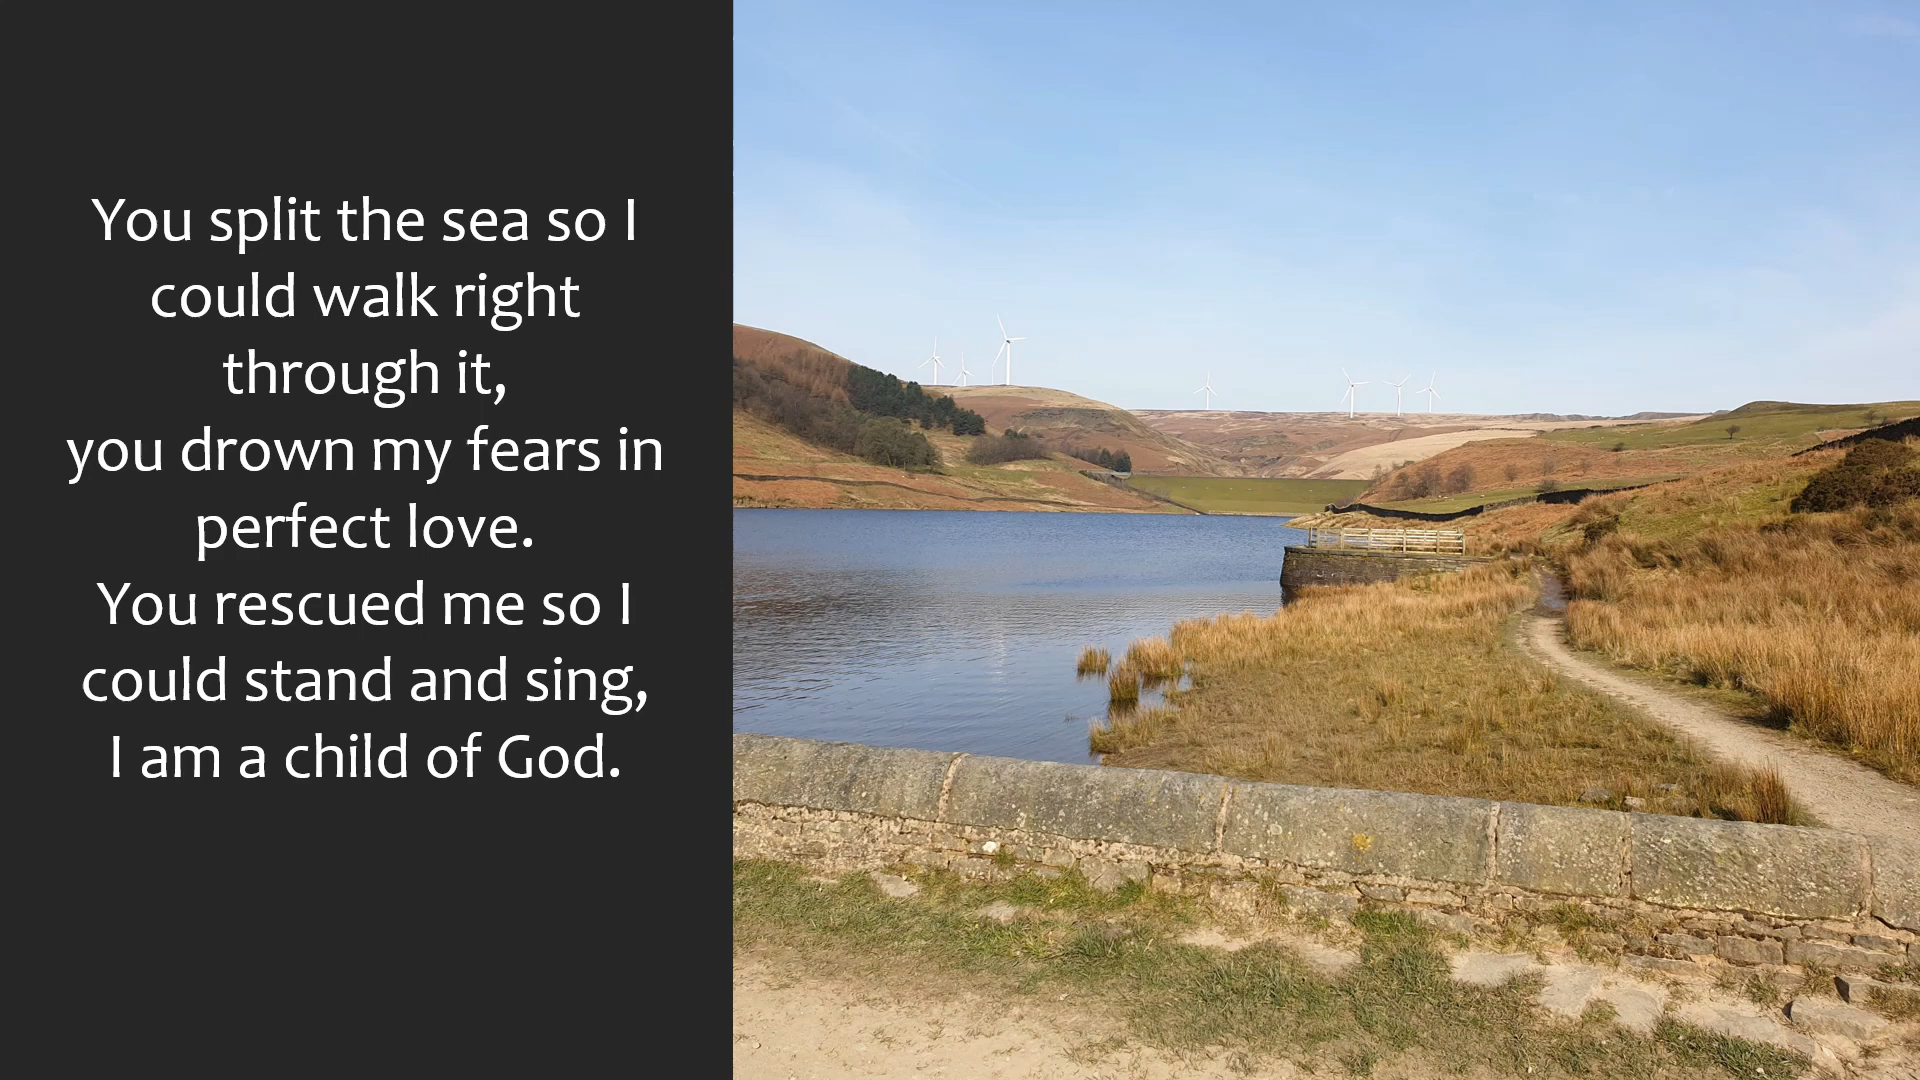 You split the sea so I
could walk right
through it,
you drown my fears in
perfect love.
You rescued me so I
could stand and sing,
I am a child of God.